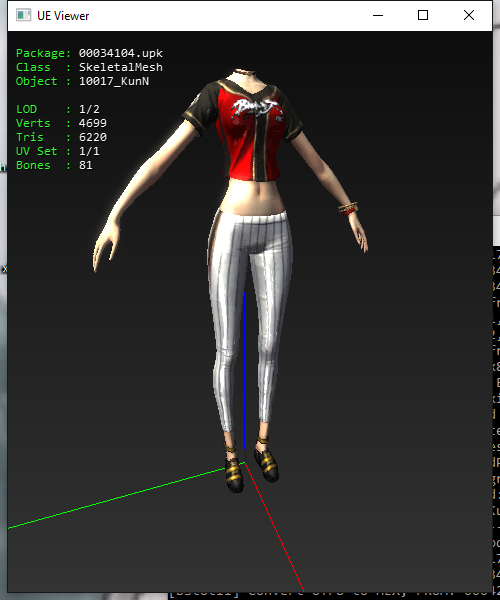 UE Viewer
Package: 00034104.upk
Class : SkeletalMesh
Object : 10017_KunN
LOD : 1/2
Verts : 4699
Tris : 6220
UV Set : 1/1
Bones : 81